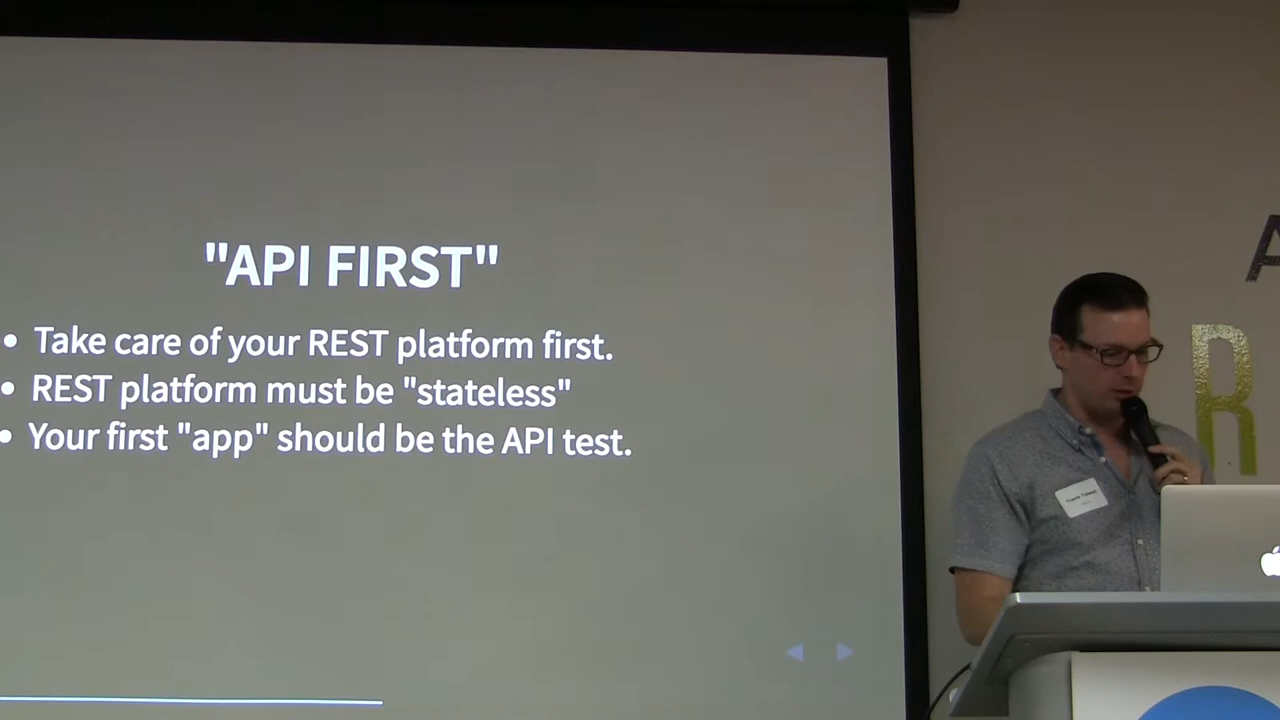 "API FIRST"
• Take care of your REST platform first.
• REST platform must be "stateless"
• Your first "app" should be the API test.
A
R
Travis